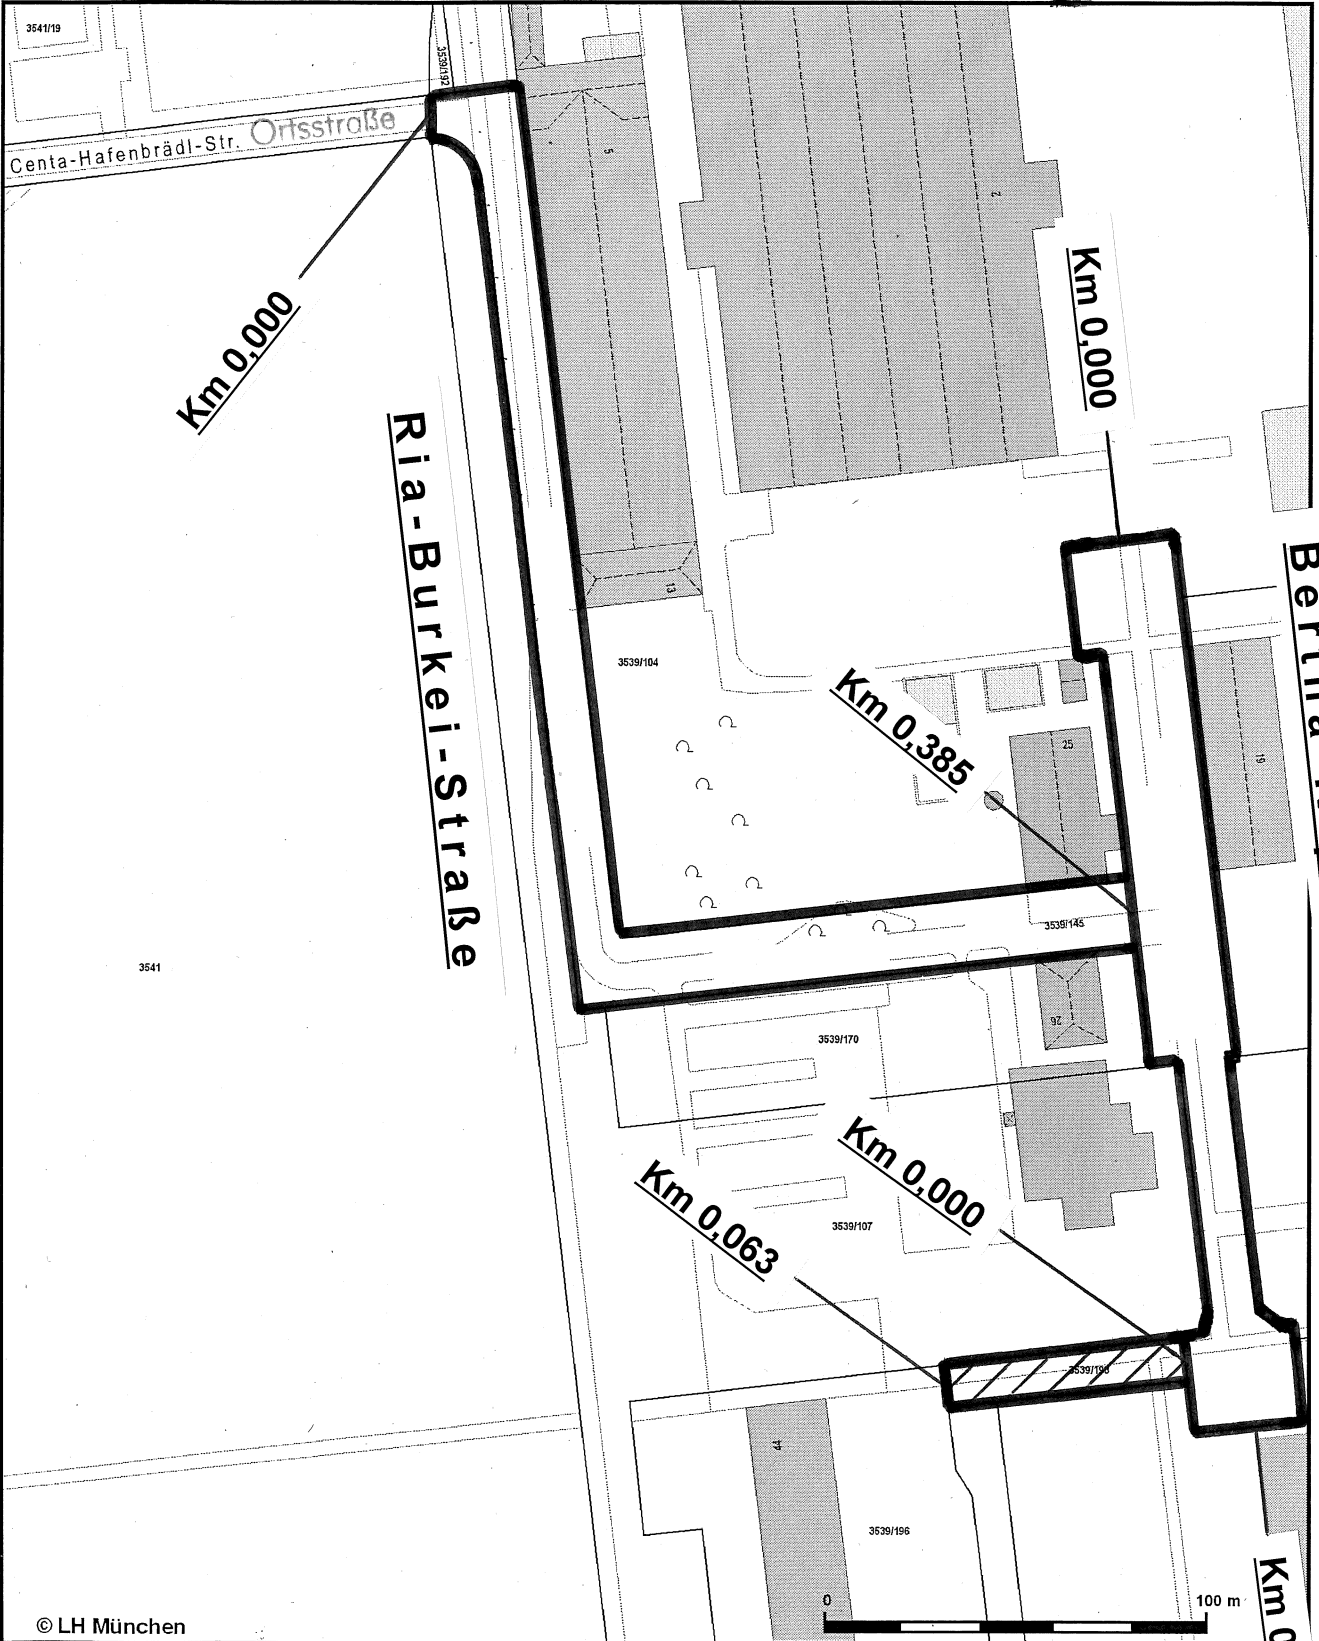 3541/19
3539/192
Centa-Hafenbrädl-Str. Ortsstraße
5
2
Km 0,000
Km 0,000
Ria-Burkei-Straße
13
3539/104
Km 0,385
25
19
3539/145
3541
26
3539/170
Km 0,000
Km 0,063
3539/107
44
3539/196
0
100 m
© LH München